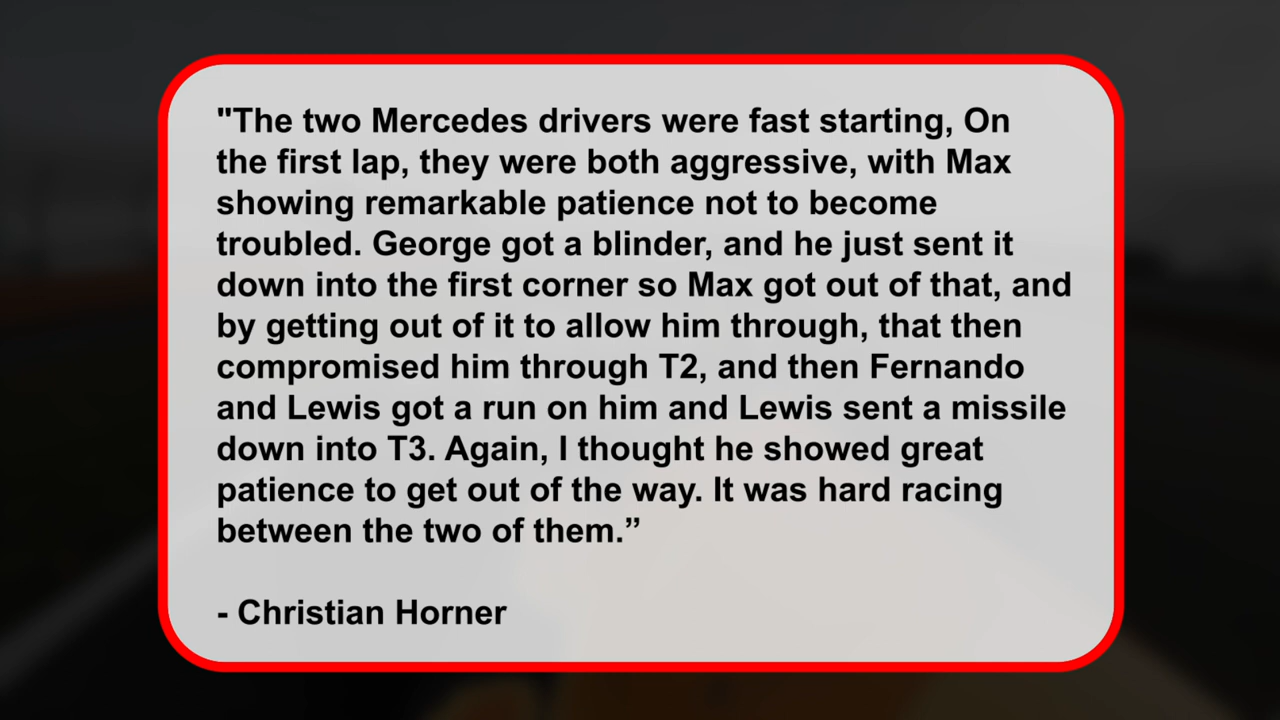 "The two Mercedes drivers were fast starting, On
the first lap, they were both aggressive, with Max
showing remarkable patience not to become
troubled. George got a blinder, and he just sent it
down into the first corner so Max got out of that, and
by getting out of it to allow him through, that then
compromised him through T2, and then Fernando
and Lewis got a run on him and Lewis sent a missile
down into T3. Again, I thought he showed great
patience to get out of the way. It was hard racing
between the two of them.”
- Christian Horner